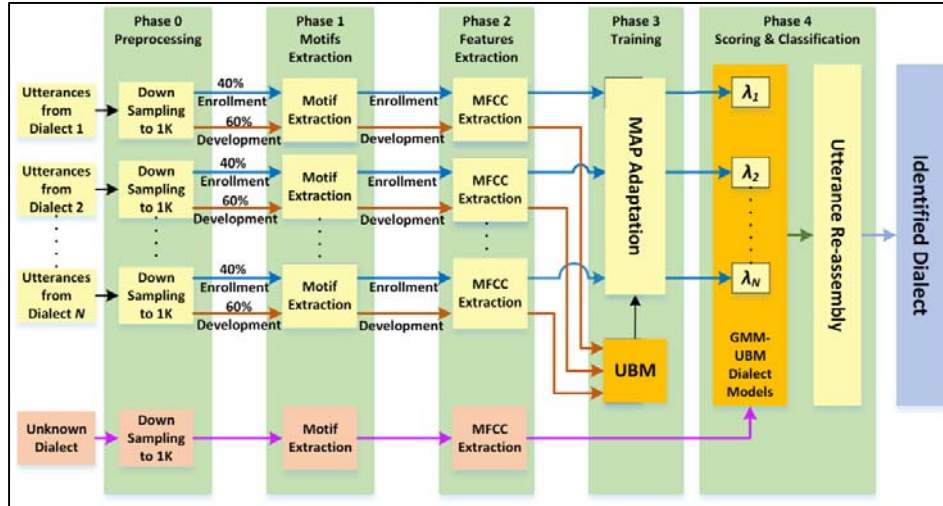 Phase 0
Preprocessing
Phase 1
Motifs
Extraction
Phase 2
Features
Extraction
Phase 3
Training
Phase 4
Scoring & Classification
Utterances
from
Dialect 1
Down
Sampling
to 1K
40%
Enrollment
60%
Development
Motif
Extraction
Enrollment
Development
MFCC
Extraction
Utterances
from
Dialect 2
Down
Sampling
to 1K
40%
Enrollment
60%
Development
Motif
Extraction
Enrollment
Development
MFCC
Extraction
Utterances
from
Dialect N
Down
Sampling
to 1K
40%
Enrollment
60%
Development
Motif
Extraction
Enrollment
Development
MFCC
Extraction
MAP Adaptation
UBM
λ1
λ2
λN
GMM-
UBM
Dialect
Models
Utterance Re-assembly
Identified Dialect
Unknown
Dialect
Down
Sampling
to 1K
Motif
Extraction
MFCC
Extraction